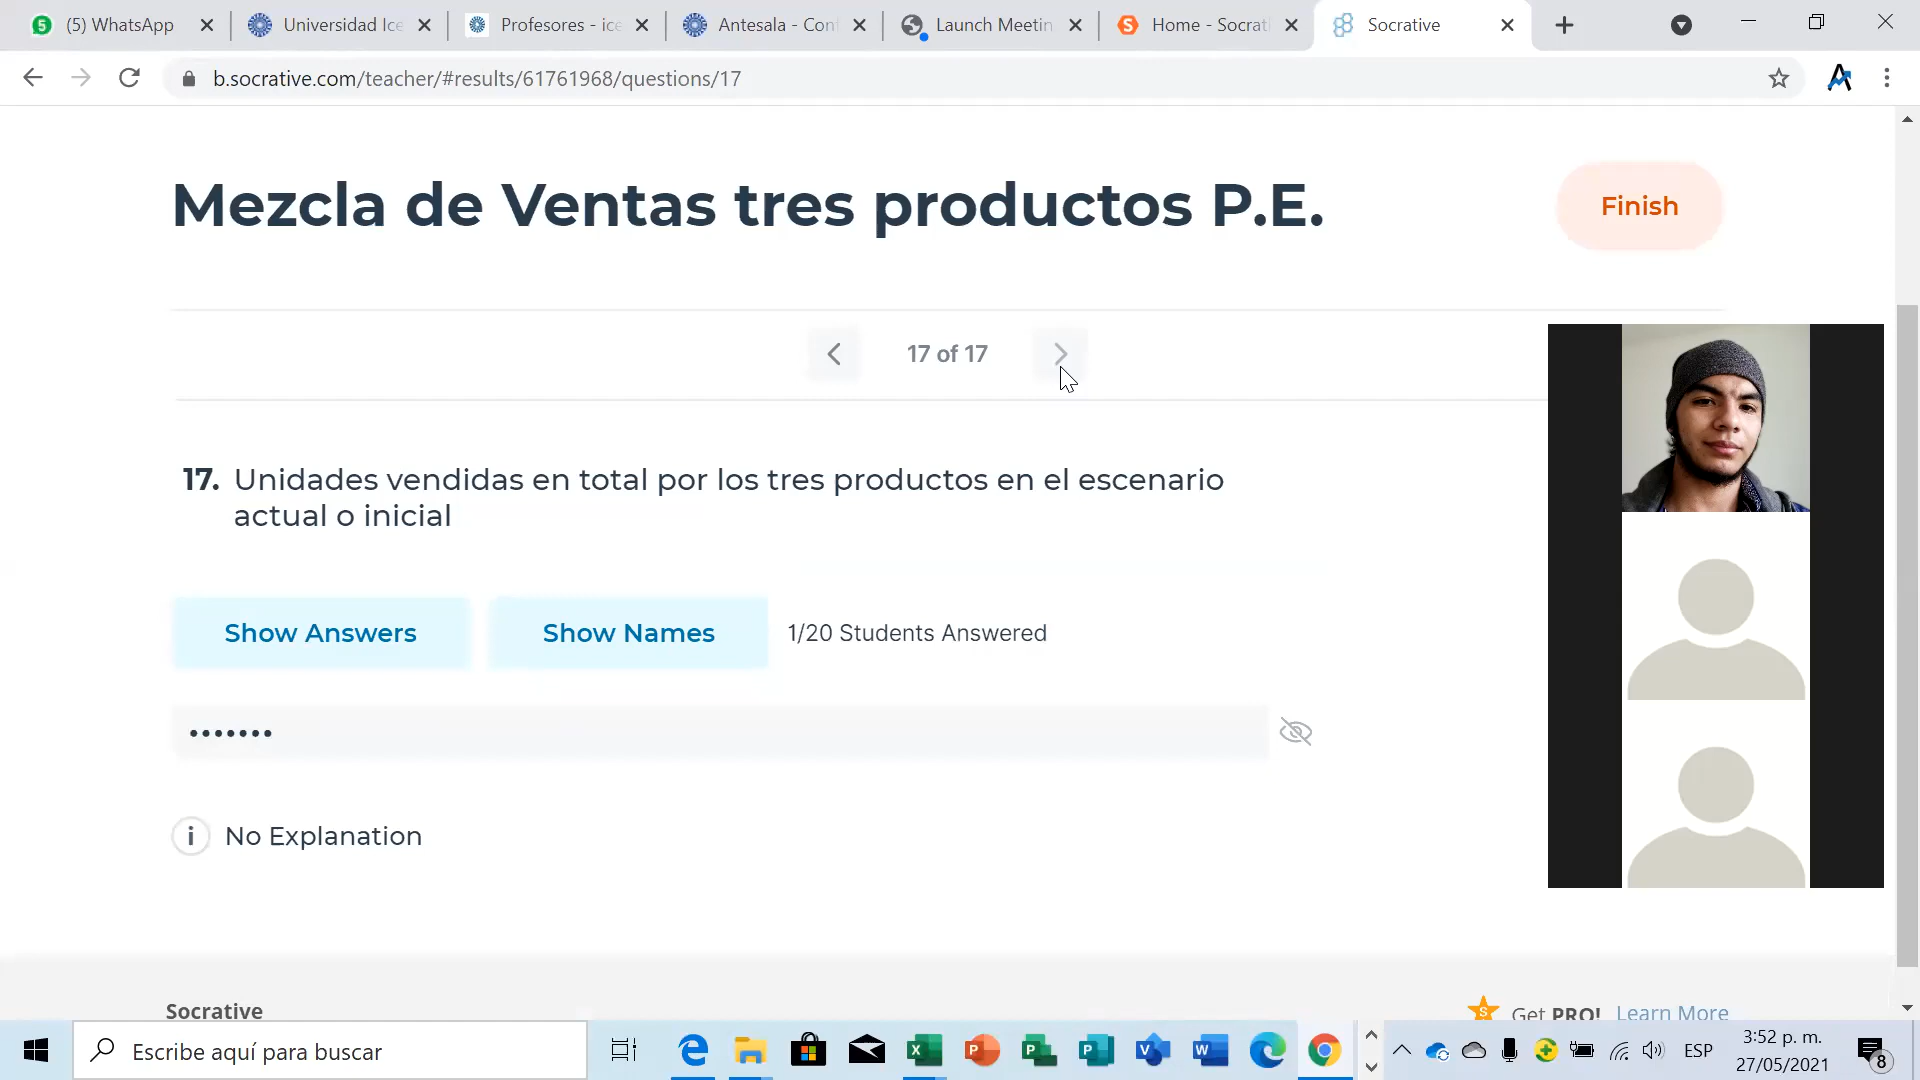 5 (5) WhatsApp Universidad Ice Profesores - ice Antesala - Con Launch Meetin S Home - Socrati Socrative
b.socrative.com/teacher/#results/61761968/questions/17
Mezcla de Ventas tres productos P.E.
Finish
17 of 17
17. Unidades vendidas en total por los tres productos en el escenario
actual o inicial
Show Answers Show Names 1/20 Students Answered
•••••••
i No Explanation
Socrative
S Get PRO! Learn More
Escribe aquí para buscar
ESP
3:52 p. m.
27/05/2021
8